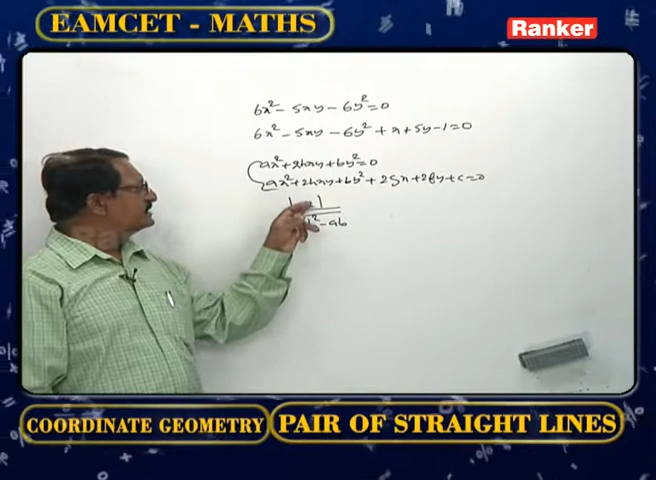 EAMCET - MATHS
Ranker
6x² - 5xy - 6y² = 0
6x² - 5xy - 6y² + x + 5y - 1 = 0
ax² + 2hxy + by² = 0
ax² + 2hxy + by² + 2gx + 2fy + c = 0
² - ab
COORDINATE GEOMETRY
PAIR OF STRAIGHT LINES